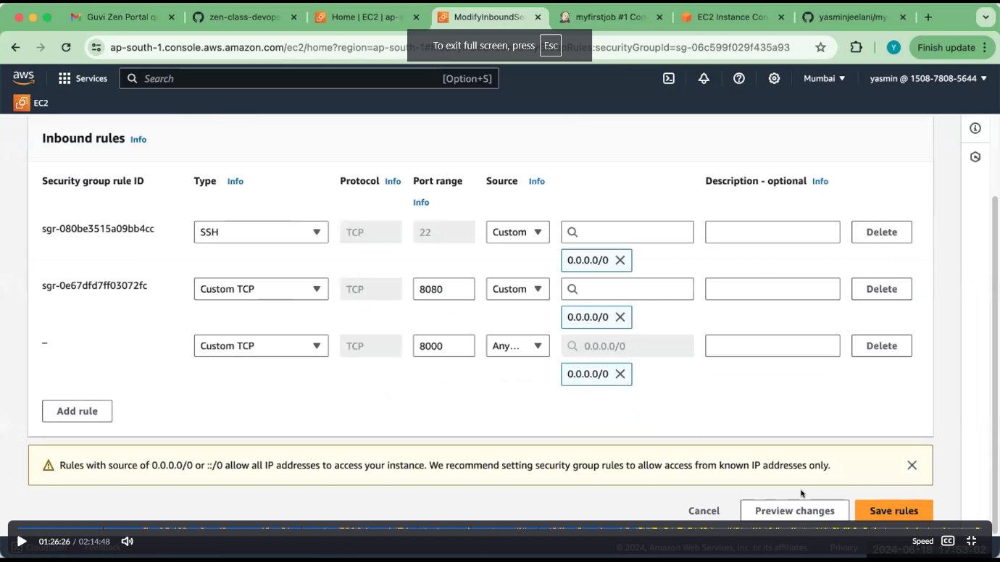 Guvi Zen Portal q
zen-class-devops
Home | EC2 | ap-s
ModifyInboundSe
myfirstjob #1 Con
EC2 Instance Con
yasminjeelani/my
ap-south-1.console.aws.amazon.com/ec2/home?region=ap-south-1#
pRules:securityGroupId=sg-06c599f029f435a93
To exit full screen, press Esc
Y
Finish update
aws
Services
Search
[Option+S]
Mumbai
yasmin @ 1508-7808-5644
EC2
Inbound rules Info
Security group rule ID
Type Info
Protocol Info
Port range
Info
Source Info
Description - optional Info
sgr-080be3515a09bb4cc
SSH
TCP
22
Custom
Delete
0.0.0.0/0
sgr-0e67dfd7ff03072fc
Custom TCP
TCP
8080
Custom
Delete
0.0.0.0/0
–
Custom TCP
TCP
8000
Any...
0.0.0.0/0
Delete
0.0.0.0/0
Add rule
Rules with source of 0.0.0.0/0 or ::/0 allow all IP addresses to access your instance. We recommend setting security group rules to allow access from known IP addresses only.
Cancel
Preview changes
Save rules
01:26:26 / 02:14:48
Speed
CC
CloudShell
Feedback
© 2024, Amazon Web Services, Inc. or its affiliates.
Privacy
2024-06-18 17:53:02